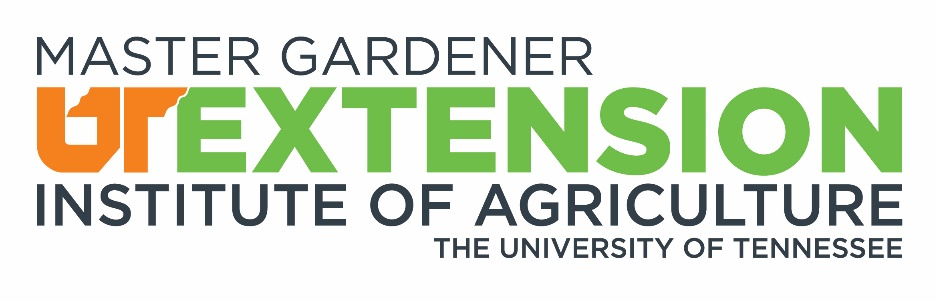 MASTER GARDENER
UT EXTENSION
INSTITUTE OF AGRICULTURE
THE UNIVERSITY OF TENNESSEE